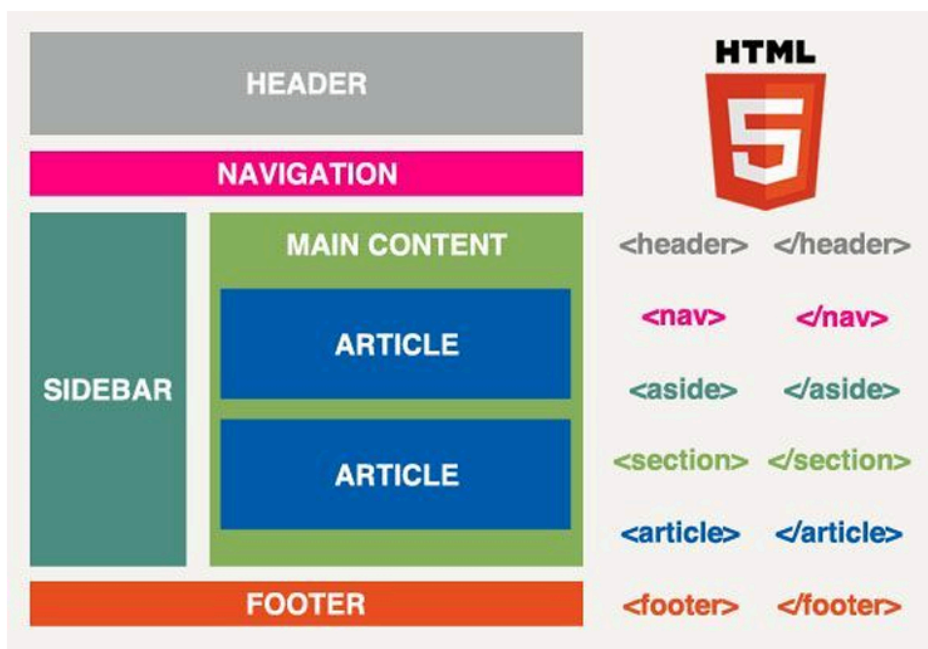 HEADER
NAVIGATION
SIDEBAR
MAIN CONTENT
ARTICLE
ARTICLE
FOOTER
HTML
5
<header> </header>
<nav> </nav>
<aside> </aside>
<section> </section>
<article> </article>
<footer> </footer>